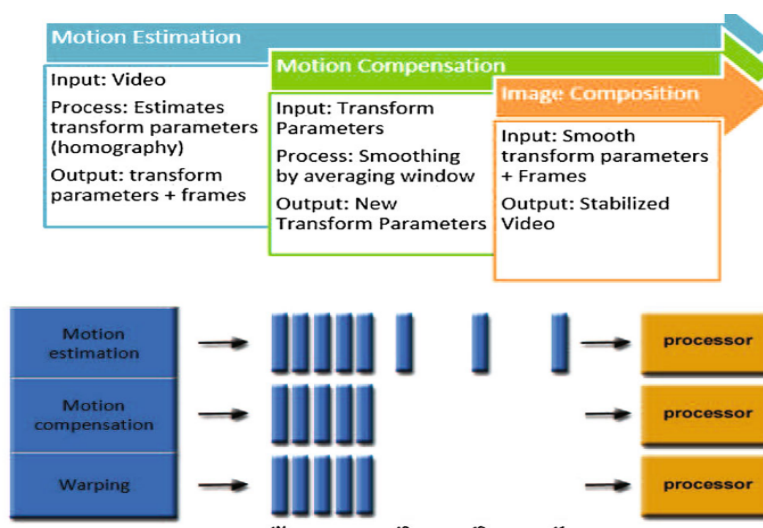 Motion Estimation
Input: Video
Process: Estimates
transform parameters
(homography)
Output: transform
parameters + frames
Motion Compensation
Input: Transform
Parameters
Process: Smoothing
by averaging window
Output: New
Transform Parameters
Image Composition
Input: Smooth
transform parameters
+ Frames
Output: Stabilized
Video
Motion
estimation
processor
Motion
compensation
processor
Warping
processor